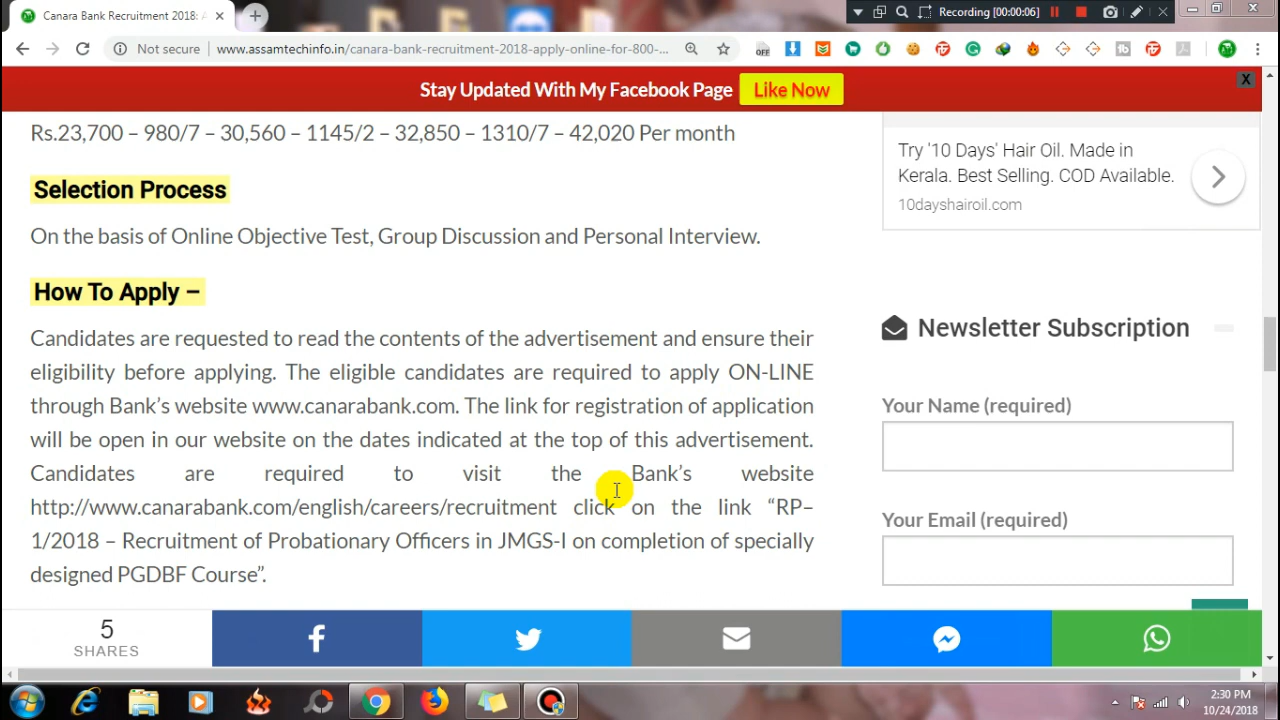 Canara Bank Recruitment 2018: A
Recording [00:00:06]
Not secure | www.assamtechinfo.in/canara-bank-recruitment-2018-apply-online-for-800-...
OFF
Stay Updated With My Facebook Page Like Now X
Rs.23,700 – 980/7 – 30,560 – 1145/2 – 32,850 – 1310/7 – 42,020 Per month
Selection Process
On the basis of Online Objective Test, Group Discussion and Personal Interview.
How To Apply –
Candidates are requested to read the contents of the advertisement and ensure their
eligibility before applying. The eligible candidates are required to apply ON-LINE
through Bank's website www.canarabank.com. The link for registration of application
will be open in our website on the dates indicated at the top of this advertisement.
Candidates are required to visit the Bank's website
http://www.canarabank.com/english/careers/recruitment click on the link “RP–
1/2018 – Recruitment of Probationary Officers in JMGS-I on completion of specially
designed PGDBF Course”.
Try '10 Days' Hair Oil. Made in
Kerala. Best Selling. COD Available.
10dayshairoil.com
Newsletter Subscription
Your Name (required)
Your Email (required)
5
SHARES
2:30 PM
10/24/2018